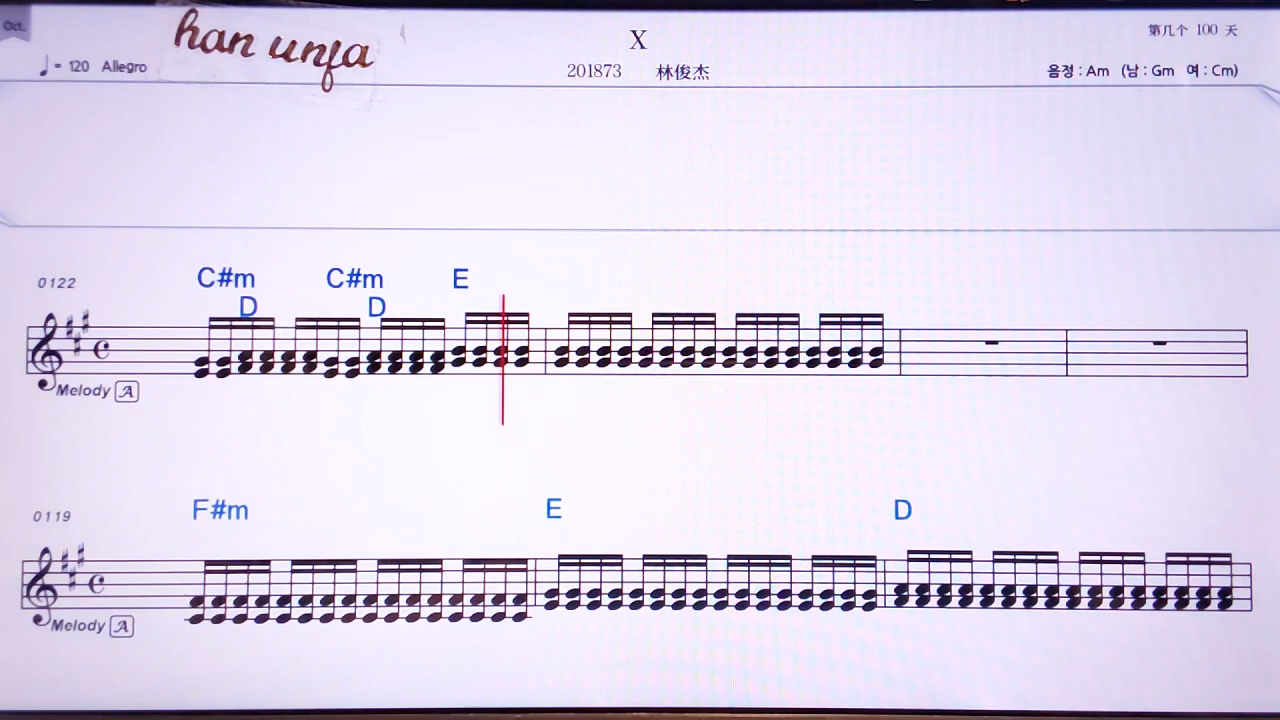 Oct.
han unfa
X
第几个 100 天
♩= 120 Allegro
201873 林俊杰
음정 : Am (남 : Gm 여 : Cm)
0122
C#m C#m E
D D
Melody A
0119
F#m E D
Melody A